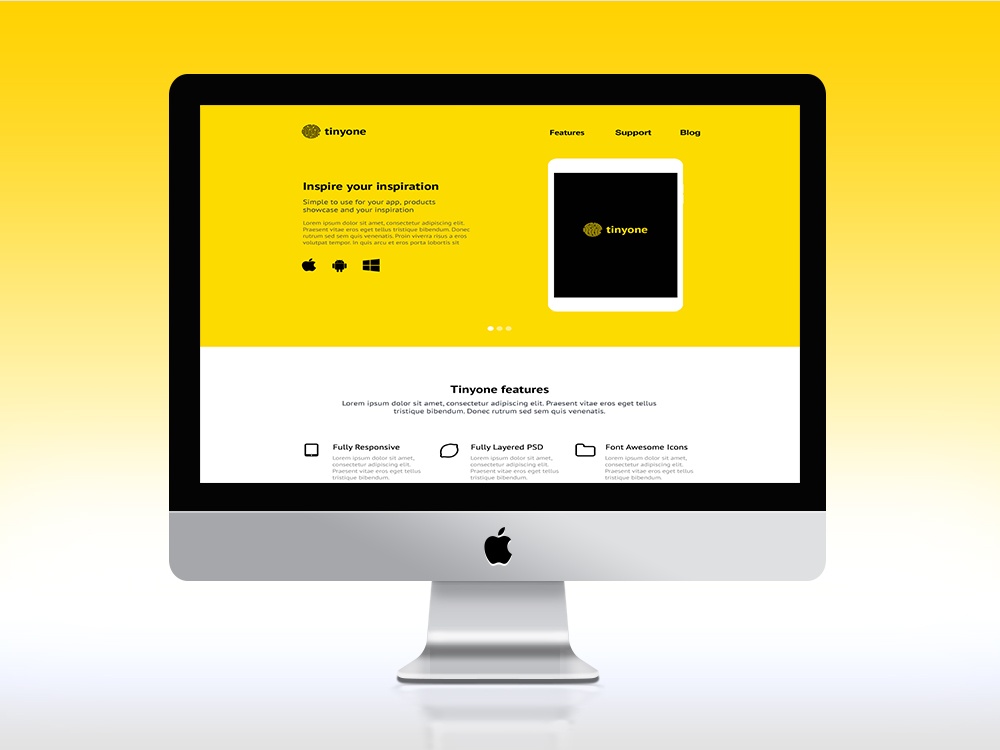 tinyone
Features
Support
Blog
Inspire your inspiration
Simple to use for your app, products
showcase and your inspiration
Lorem ipsum dolor sit amet, consectetur adipiscing elit.
Praesent vitae eros eget tellus tristique bibendum. Donec
rutrum sed sem quis venenatis. Proin viverra risus a eros
volutpat tempor. In quis arcu et eros porta lobortis sit
tinyone
Tinyone features
Lorem ipsum dolor sit amet, consectetur adipiscing elit. Praesent vitae eros eget tellus
tristique bibendum. Donec rutrum sed sem quis venenatis.
Fully Responsive
Lorem ipsum dolor sit amet,
consectetur adipiscing elit.
Praesent vitae eros eget tellus
tristique bibendum.
Fully Layered PSD
Lorem ipsum dolor sit amet,
consectetur adipiscing elit.
Praesent vitae eros eget tellus
tristique bibendum.
Font Awesome Icons
Lorem ipsum dolor sit amet,
consectetur adipiscing elit.
Praesent vitae eros eget tellus
tristique bibendum.